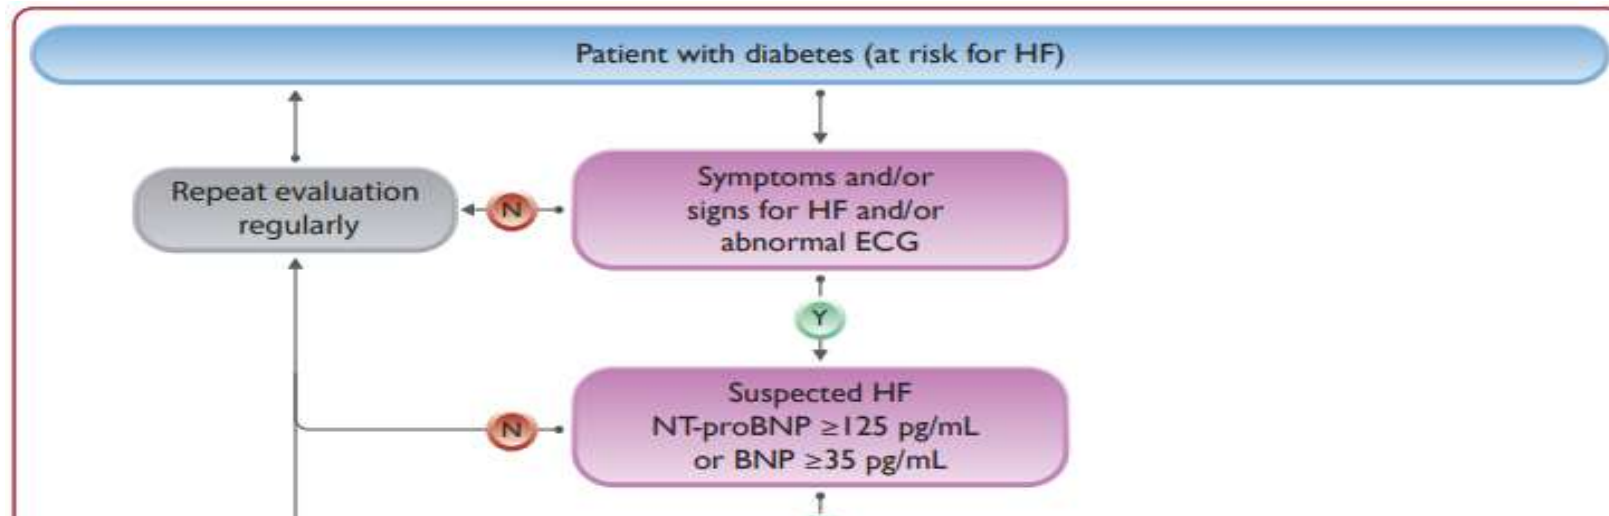 Patient with diabetes (at risk for HF)
Symptoms and/or
signs for HF and/or
abnormal ECG
N
Repeat evaluation
regularly
Y
Suspected HF
NT-proBNP ≥125 pg/mL
or BNP ≥35 pg/mL
N